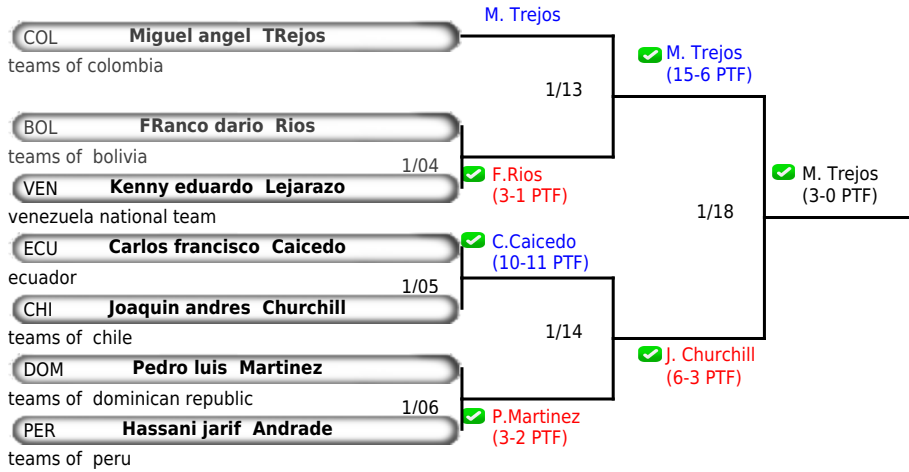 M. Trejos
COL Miguel angel TRejos
teams of colombia
M. Trejos
(15-6 PTF)
1/13
BOL FRanco dario Rios
teams of bolivia
1/04
F.Rios
(3-1 PTF)
VEN Kenny eduardo Lejarazo
venezuela national team
M. Trejos
(3-0 PTF)
1/18
ECU Carlos francisco Caicedo
ecuador
C.Caicedo
(10-11 PTF)
1/05
CHI Joaquin andres Churchill
teams of chile
1/14
J. Churchill
(6-3 PTF)
DOM Pedro luis Martinez
teams of dominican republic
1/06
P.Martinez
(3-2 PTF)
PER Hassani jarif Andrade
teams of peru